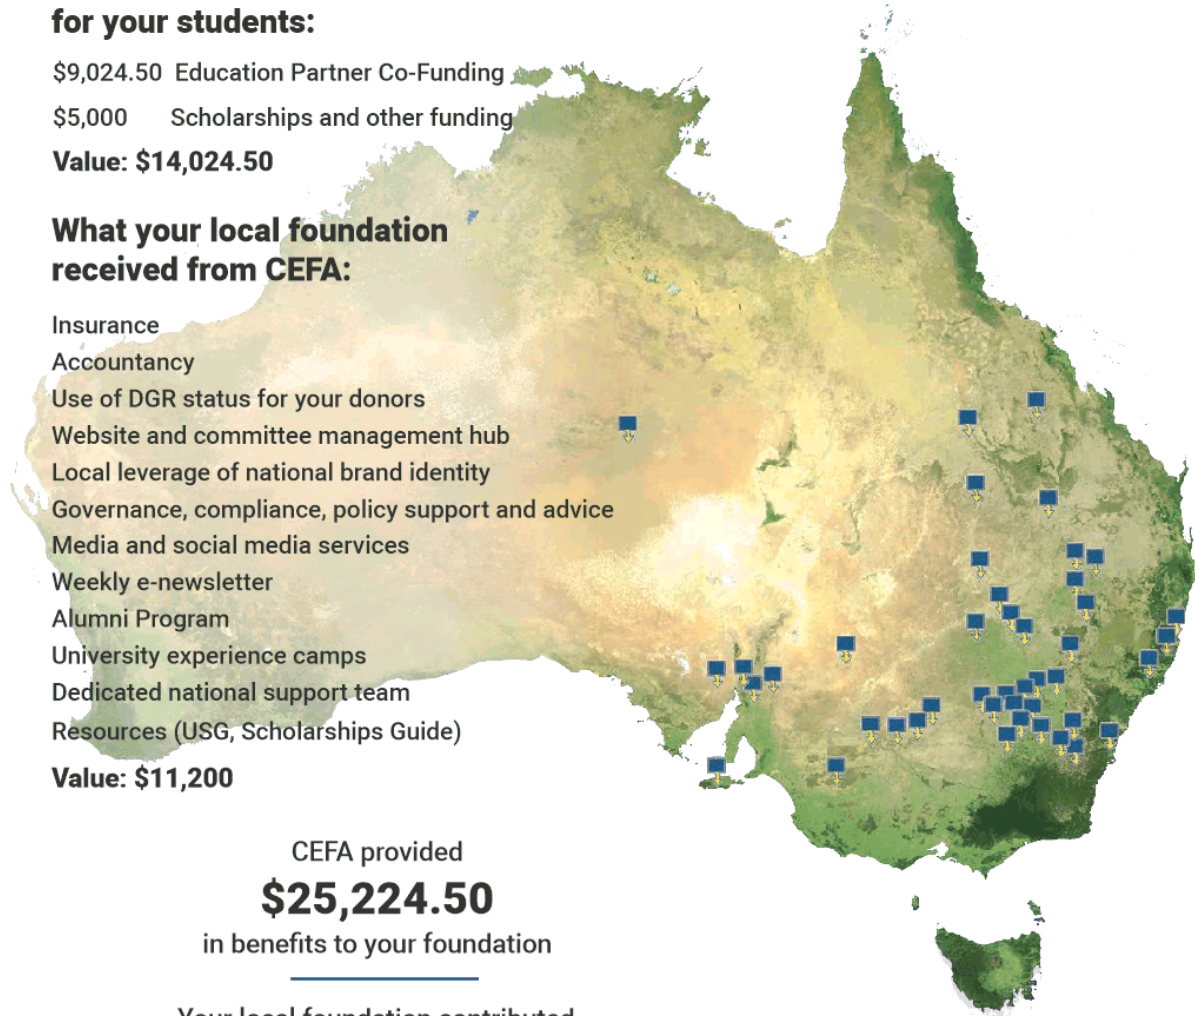 for your students:
$9,024.50 Education Partner Co-Funding
$5,000 Scholarships and other funding
Value: $14,024.50
What your local foundation
received from CEFA:
Insurance
Accountancy
Use of DGR status for your donors
Website and committee management hub
Local leverage of national brand identity
Governance, compliance, policy support and advice
Media and social media services
Weekly e-newsletter
Alumni Program
University experience camps
Dedicated national support team
Resources (USG, Scholarships Guide)
Value: $11,200
CEFA provided
$25,224.50
in benefits to your foundation
Your local foundation contributed